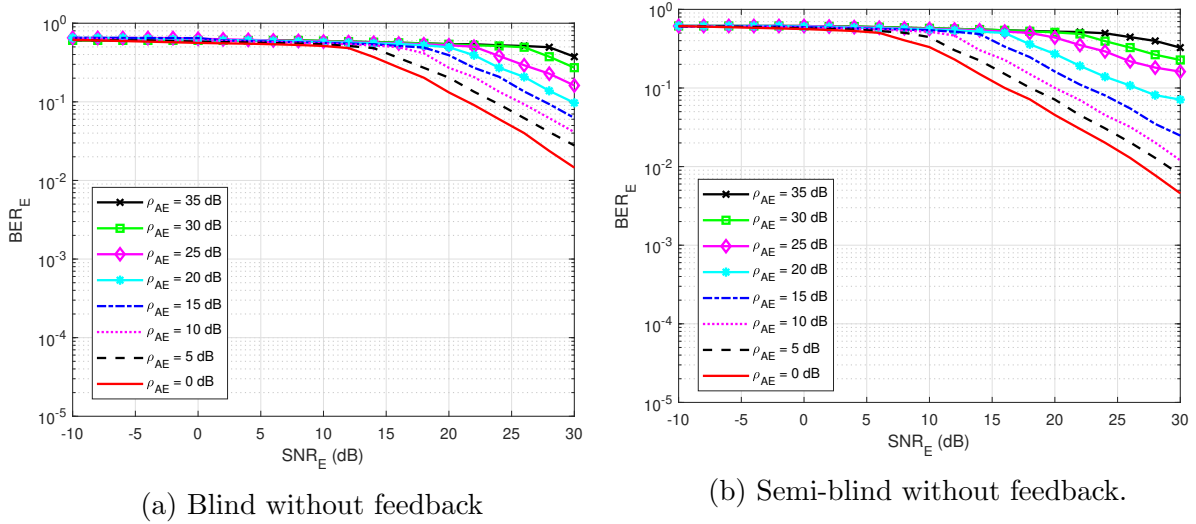 10^0
10^-1
10^-2
10^-3
10^-4
10^-5
BER_E
ρ_AE = 35 dB
ρ_AE = 30 dB
ρ_AE = 25 dB
ρ_AE = 20 dB
ρ_AE = 15 dB
ρ_AE = 10 dB
ρ_AE = 5 dB
ρ_AE = 0 dB
-10 -5 0 5 10 15 20 25 30
SNR_E (dB)
(a) Blind without feedback
10^0
10^-1
10^-2
10^-3
10^-4
10^-5
BER_E
ρ_AE = 35 dB
ρ_AE = 30 dB
ρ_AE = 25 dB
ρ_AE = 20 dB
ρ_AE = 15 dB
ρ_AE = 10 dB
ρ_AE = 5 dB
ρ_AE = 0 dB
-10 -5 0 5 10 15 20 25 30
SNR_E (dB)
(b) Semi-blind without feedback.